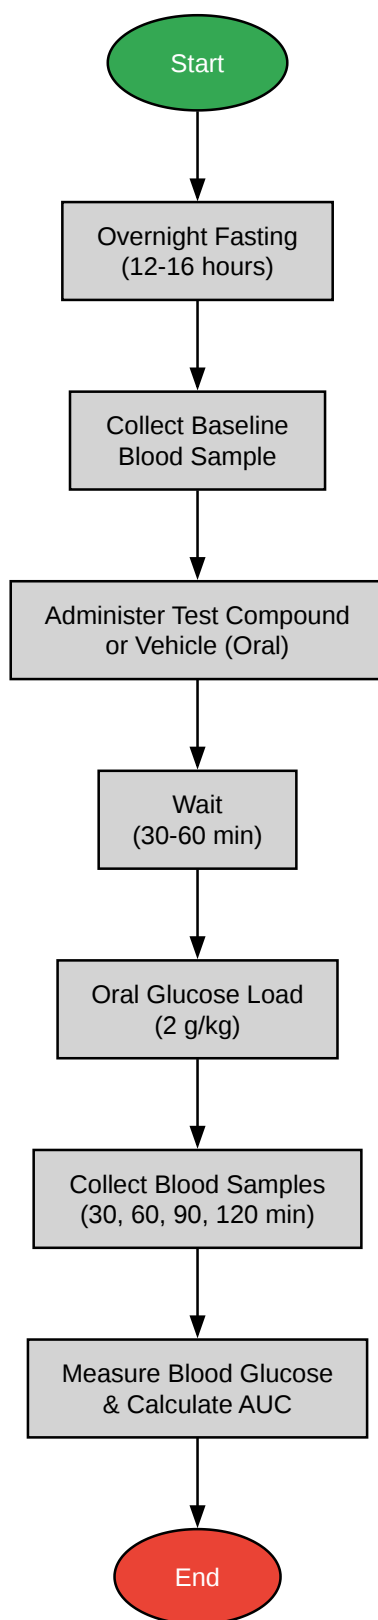 Start
Overnight Fasting
(12-16 hours)
Collect Baseline
Blood Sample
Administer Test Compound
or Vehicle (Oral)
Wait
(30-60 min)
Oral Glucose Load
(2 g/kg)
Collect Blood Samples
(30, 60, 90, 120 min)
Measure Blood Glucose
& Calculate AUC
End